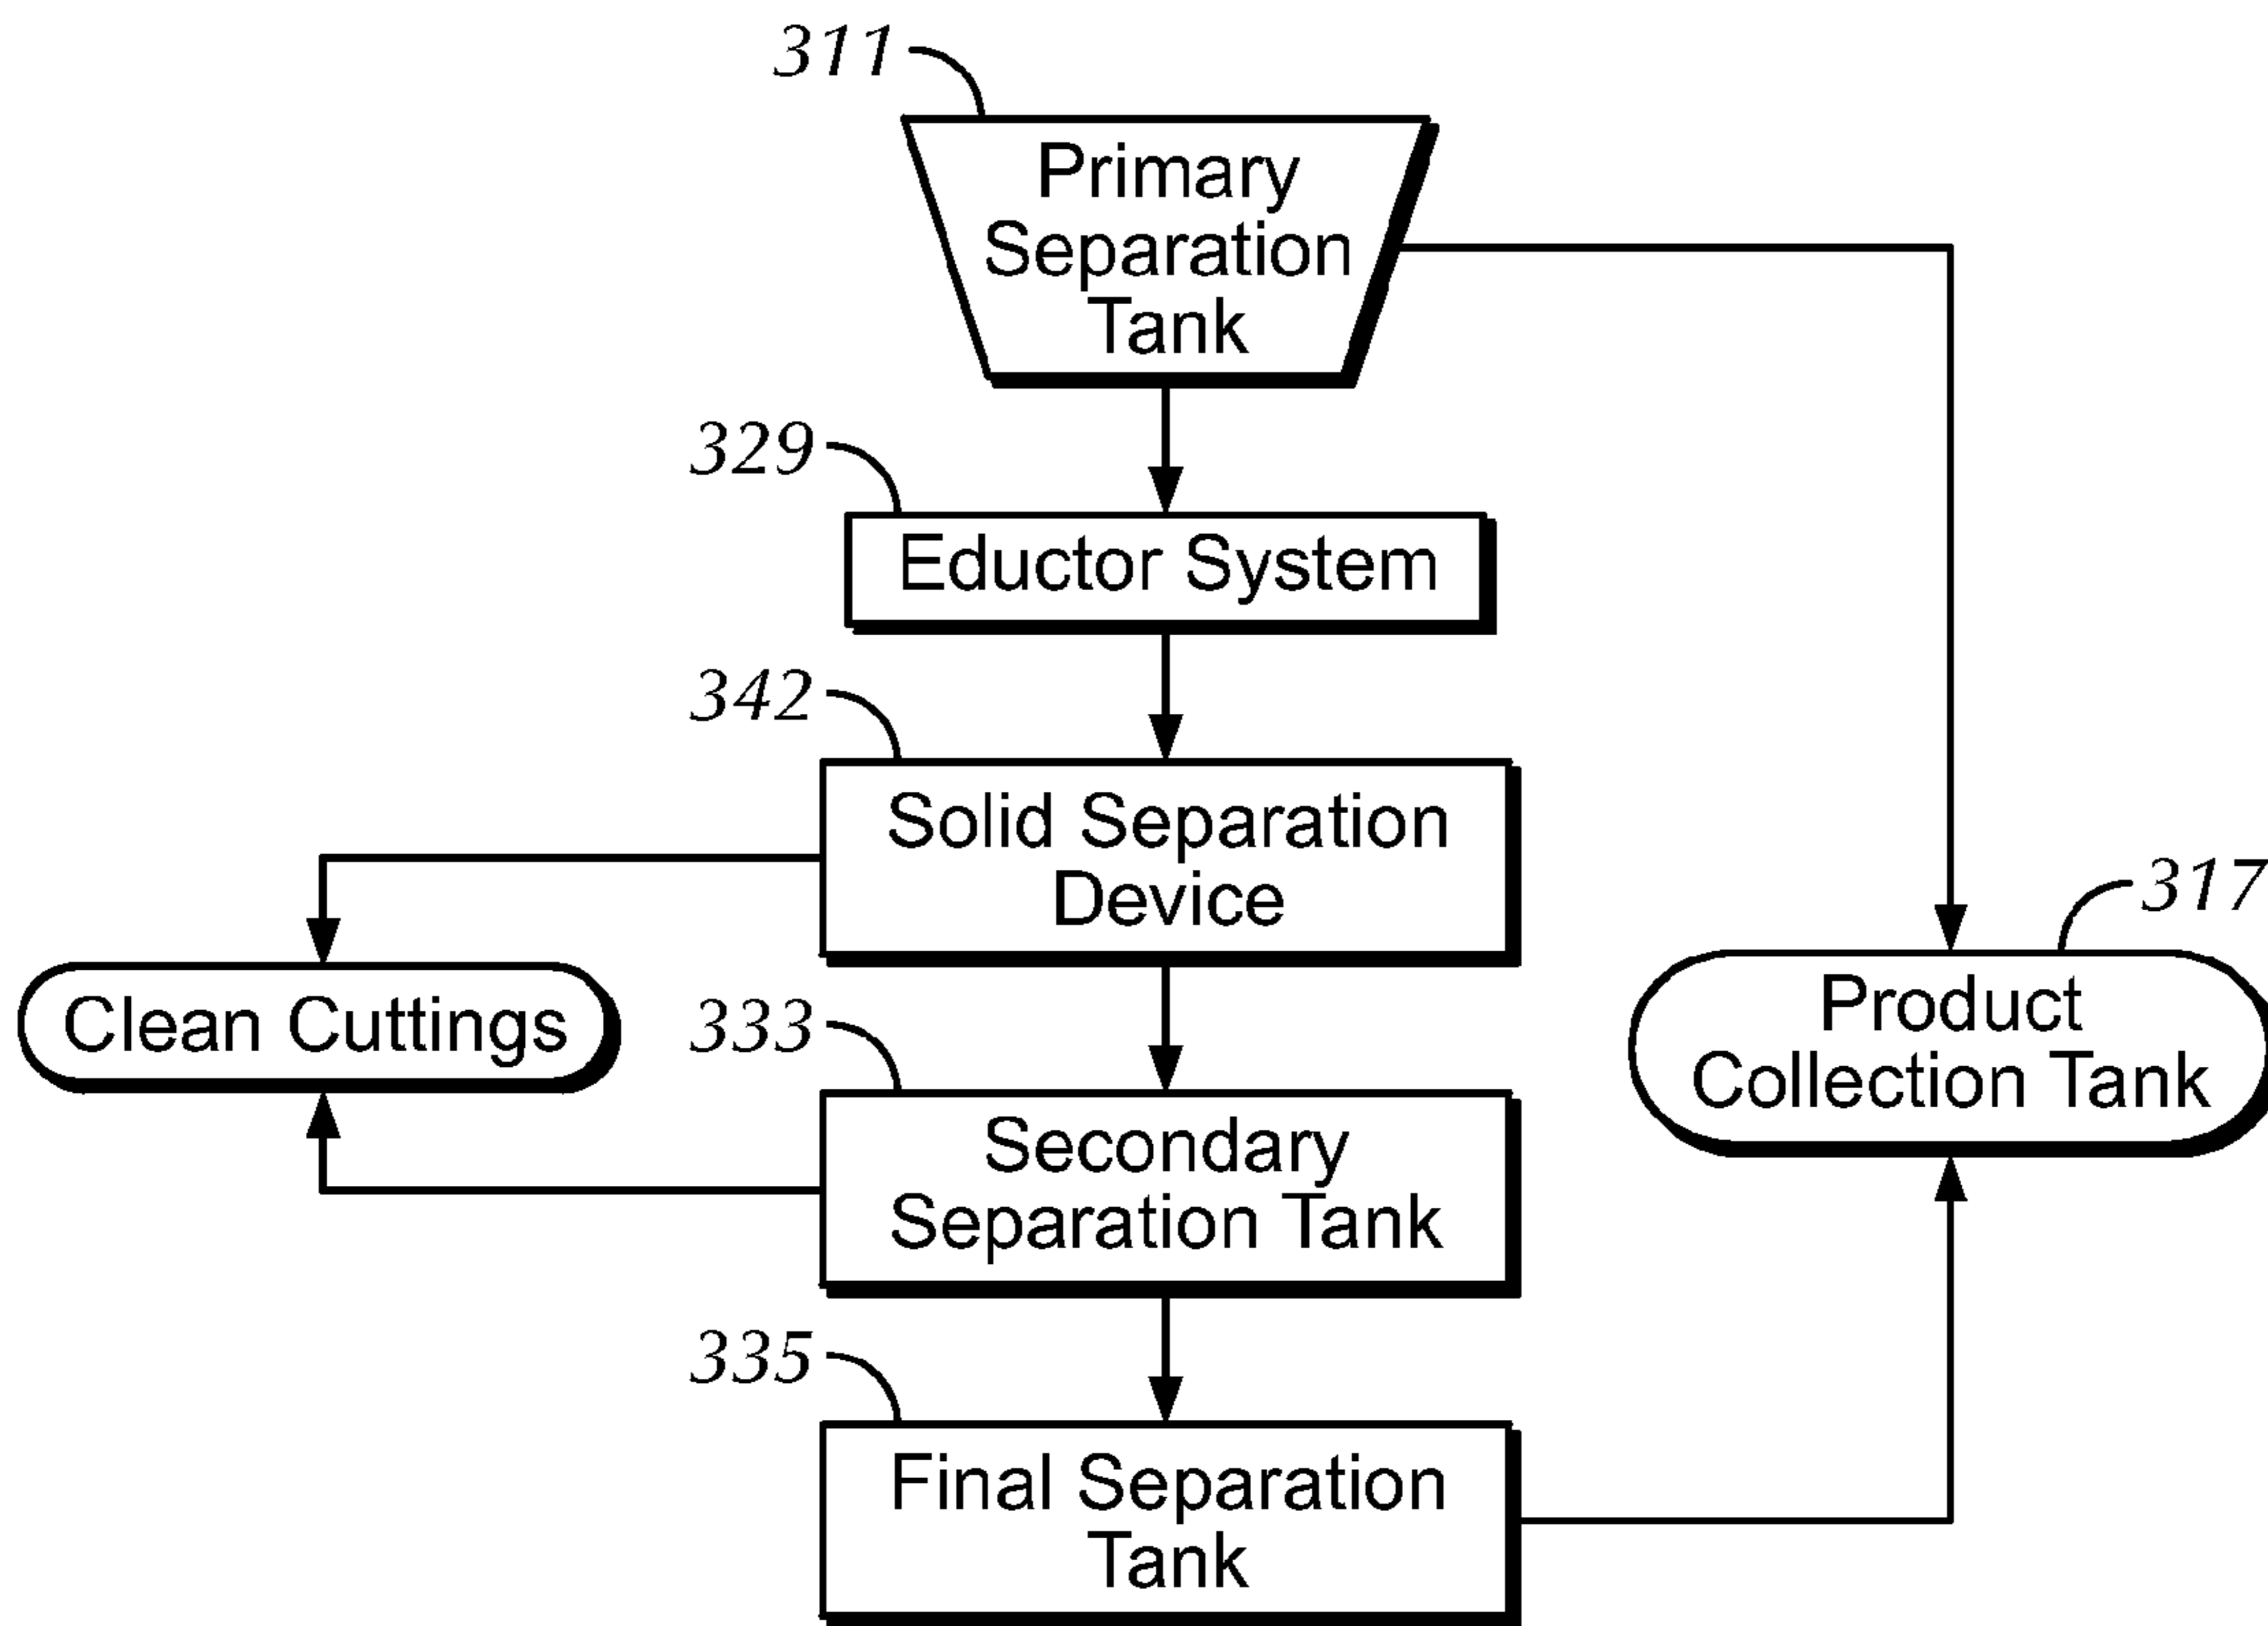 311
Primary
Separation
Tank
329
Eductor System
342
Solid Separation
Device
317
Clean Cuttings
Product
Collection Tank
333
Secondary
Separation Tank
335
Final Separation
Tank